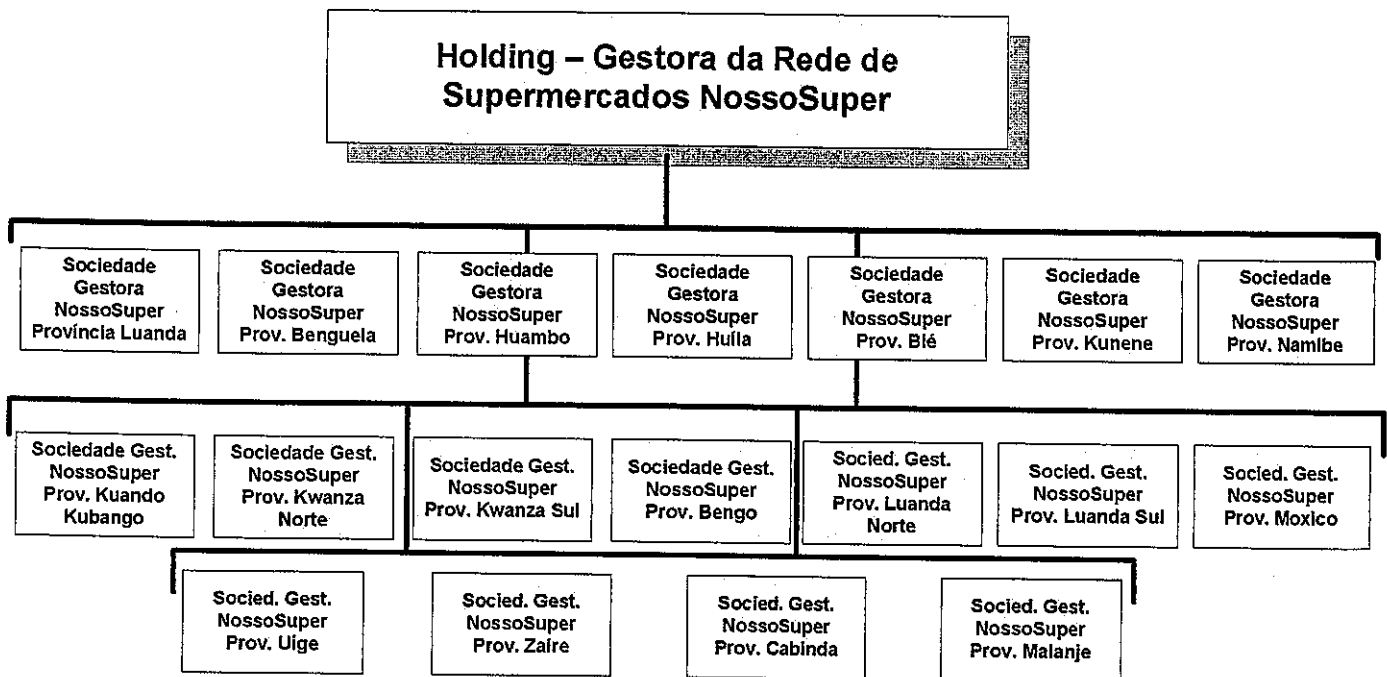 Holding – Gestora da Rede de
Supermercados NossoSuper
Sociedade
Gestora
NossoSuper
Província Luanda
Sociedade
Gestora
NossoSuper
Prov. Benguela
Sociedade
Gestora
NossoSuper
Prov. Huambo
Sociedade
Gestora
NossoSuper
Prov. Huíla
Sociedade
Gestora
NossoSuper
Prov. Bié
Sociedade
Gestora
NossoSuper
Prov. Kunene
Sociedade
Gestora
NossoSuper
Prov. Namibe
Sociedade Gest.
NossoSuper
Prov. Kuando
Kubango
Sociedade Gest.
NossoSuper
Prov. Kwanza
Norte
Sociedade Gest.
NossoSuper
Prov. Kwanza Sul
Sociedade Gest.
NossoSuper
Prov. Bengo
Socied. Gest.
NossoSuper
Prov. Luanda
Norte
Socied. Gest.
NossoSuper
Prov. Luanda Sul
Socied. Gest.
NossoSuper
Prov. Moxico
Socied. Gest.
NossoSuper
Prov. Uige
Socied. Gest.
NossoSuper
Prov. Zaire
Socied. Gest.
NossoSuper
Prov. Cabinda
Socied. Gest.
NossoSuper
Prov. Malanje